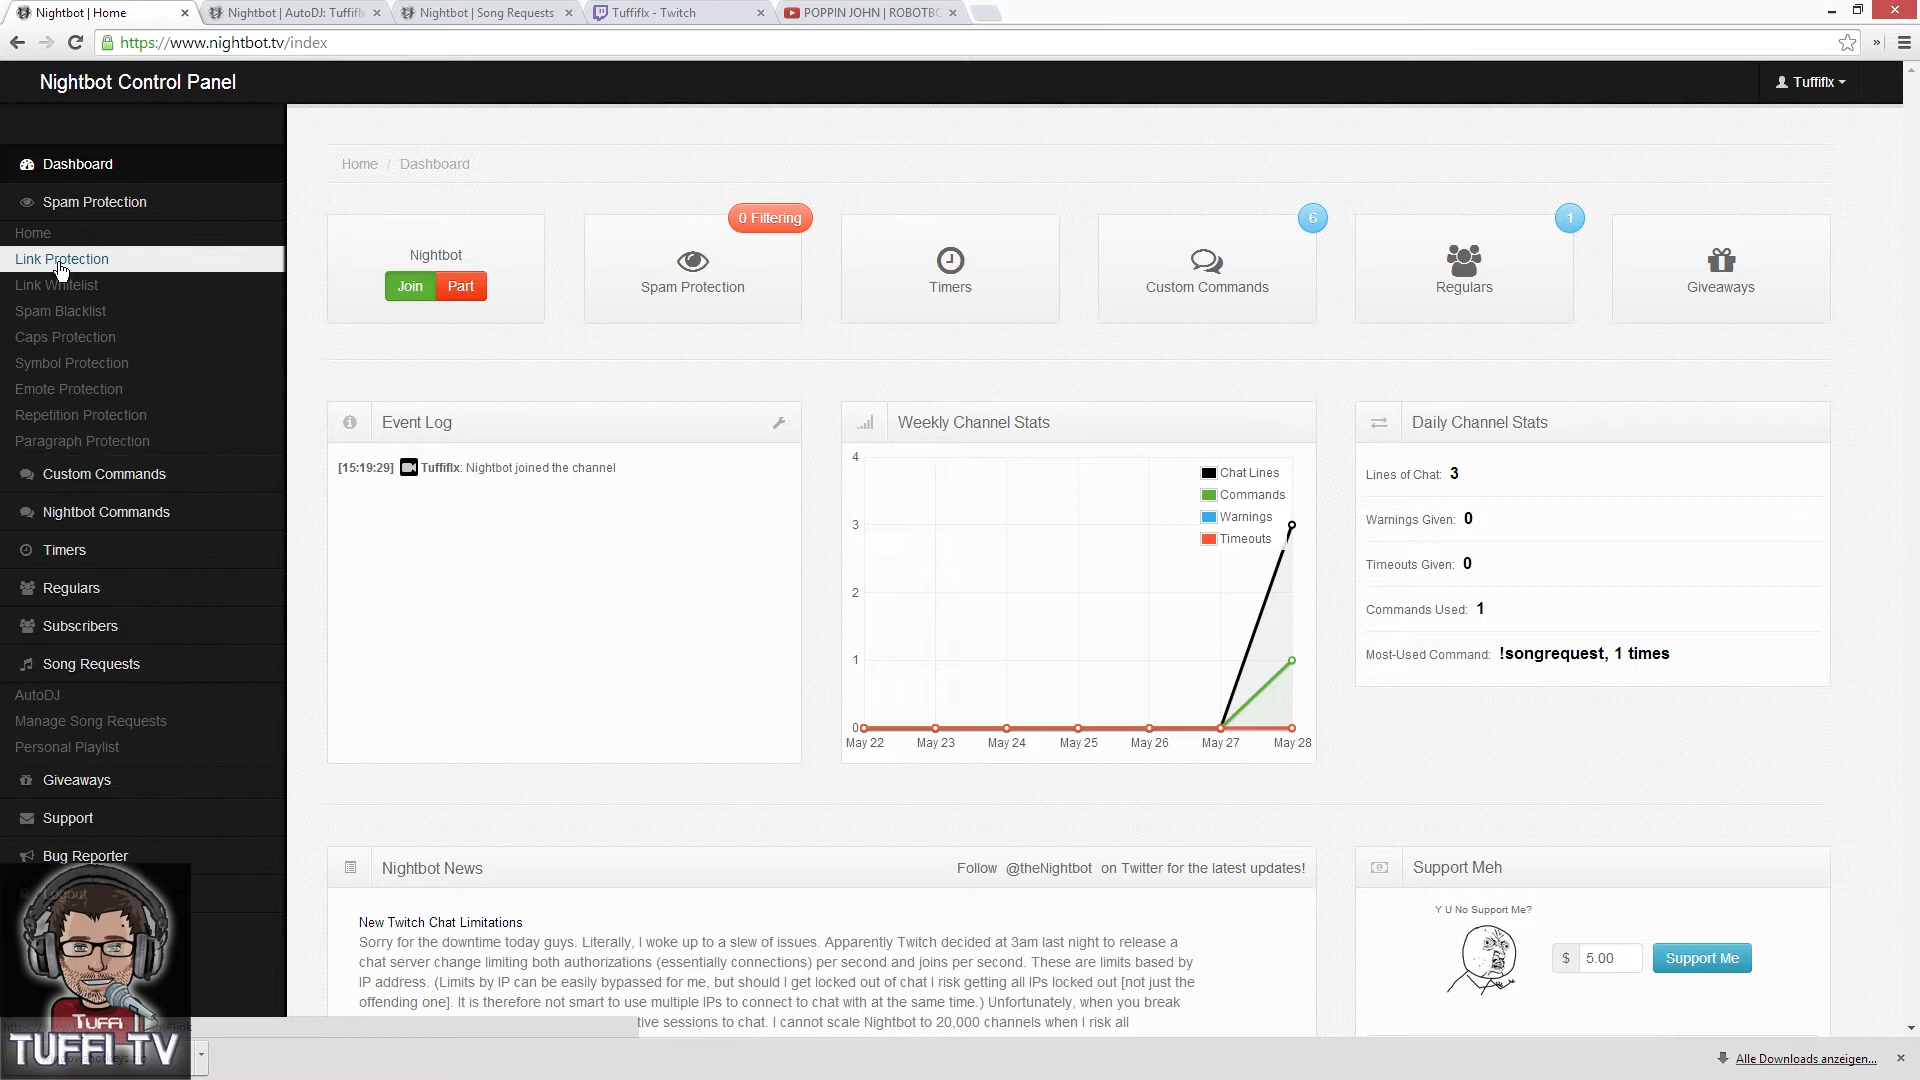 Nightbot | Home
Nightbot | AutoDJ: Tuffifl
Nightbot | Song Requests
Tuffiflx - Twitch
POPPIN JOHN | ROBOTB
https://www.nightbot.tv/index
Nightbot Control Panel
Tuffiflx
Dashboard
Spam Protection
Home
Link Protection
Link Whitelist
Spam Blacklist
Caps Protection
Symbol Protection
Emote Protection
Repetition Protection
Paragraph Protection
Custom Commands
Nightbot Commands
Timers
Regulars
Subscribers
Song Requests
AutoDJ
Manage Song Requests
Personal Playlist
Giveaways
Support
Bug Reporter
Logout
Home / Dashboard
Nightbot
Join Part
0 Filtering
Spam Protection
Timers
6
Custom Commands
1
Regulars
Giveaways
Event Log
[15:19:29] Tuffiflx: Nightbot joined the channel
Weekly Channel Stats
4
3
2
1
0
Chat Lines
Commands
Warnings
Timeouts
May 22 May 23 May 24 May 25 May 26 May 27 May 28
Daily Channel Stats
Lines of Chat: 3
Warnings Given: 0
Timeouts Given: 0
Commands Used: 1
Most-Used Command: !songrequest, 1 times
Nightbot News
Follow @theNightbot on Twitter for the latest updates!
New Twitch Chat Limitations
Sorry for the downtime today guys. Literally, I woke up to a slew of issues. Apparently Twitch decided at 3am last night to release a
chat server change limiting both authorizations (essentially connections) per second and joins per second. These are limits based by
IP address. (Limits by IP can be easily bypassed for me, but should I get locked out of chat I risk getting all IPs locked out [not just the
offending one]. It is therefore not smart to use multiple IPs to connect to chat with at the same time.) Unfortunately, when you break
tive sessions to chat. I cannot scale Nightbot to 20,000 channels when I risk all
Support Meh
Y U No Support Me?
$ 5.00
Support Me
TUFFI
TUFFI TV
Alle Downloads anzeigen...